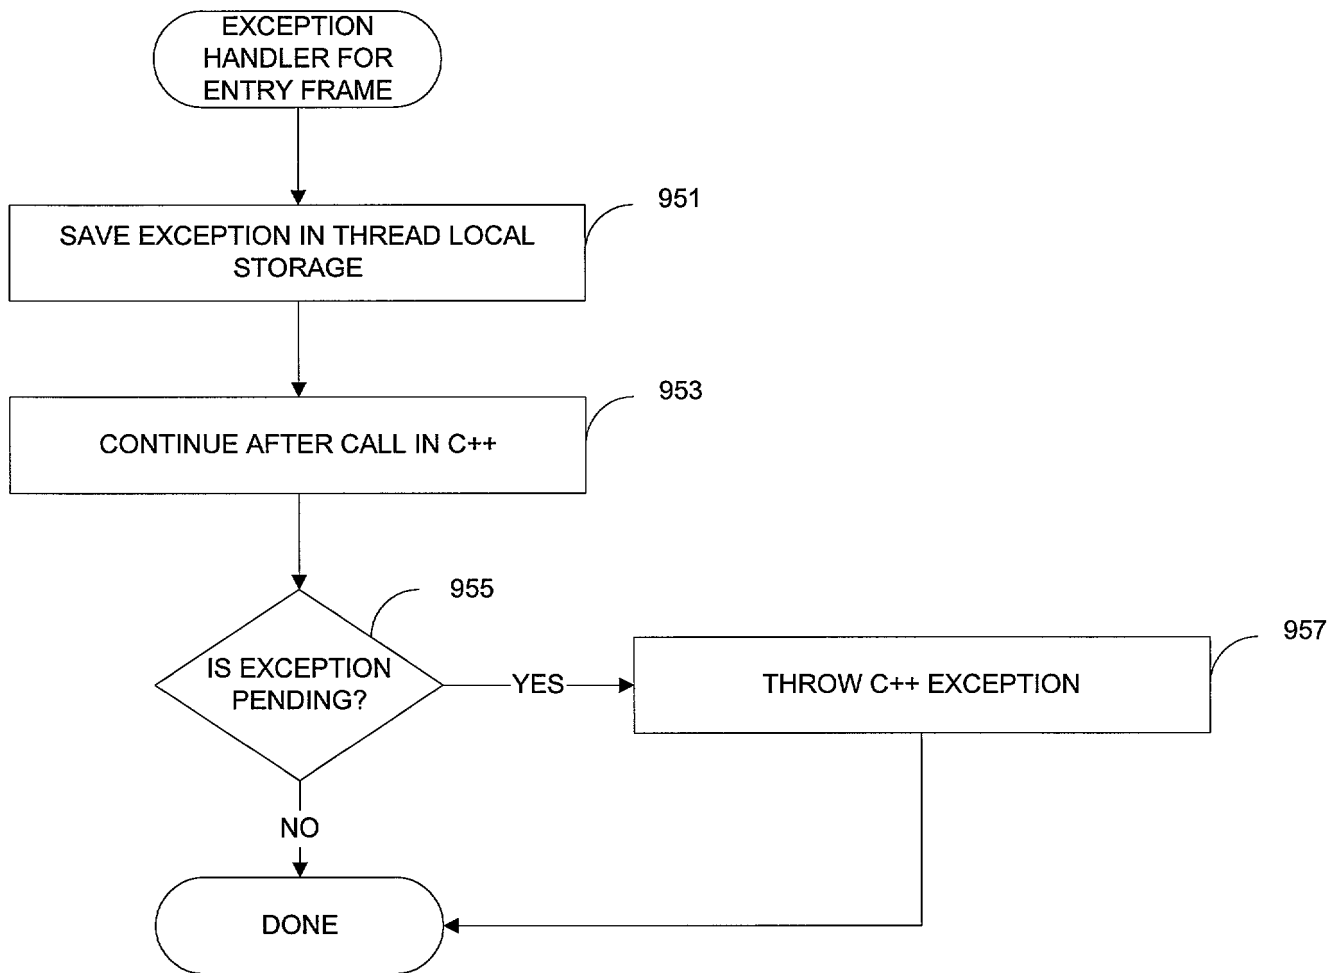 EXCEPTION
HANDLER FOR
ENTRY FRAME
951
SAVE EXCEPTION IN THREAD LOCAL
STORAGE
953
CONTINUE AFTER CALL IN C++
955
IS EXCEPTION
PENDING?
YES
957
THROW C++ EXCEPTION
NO
DONE